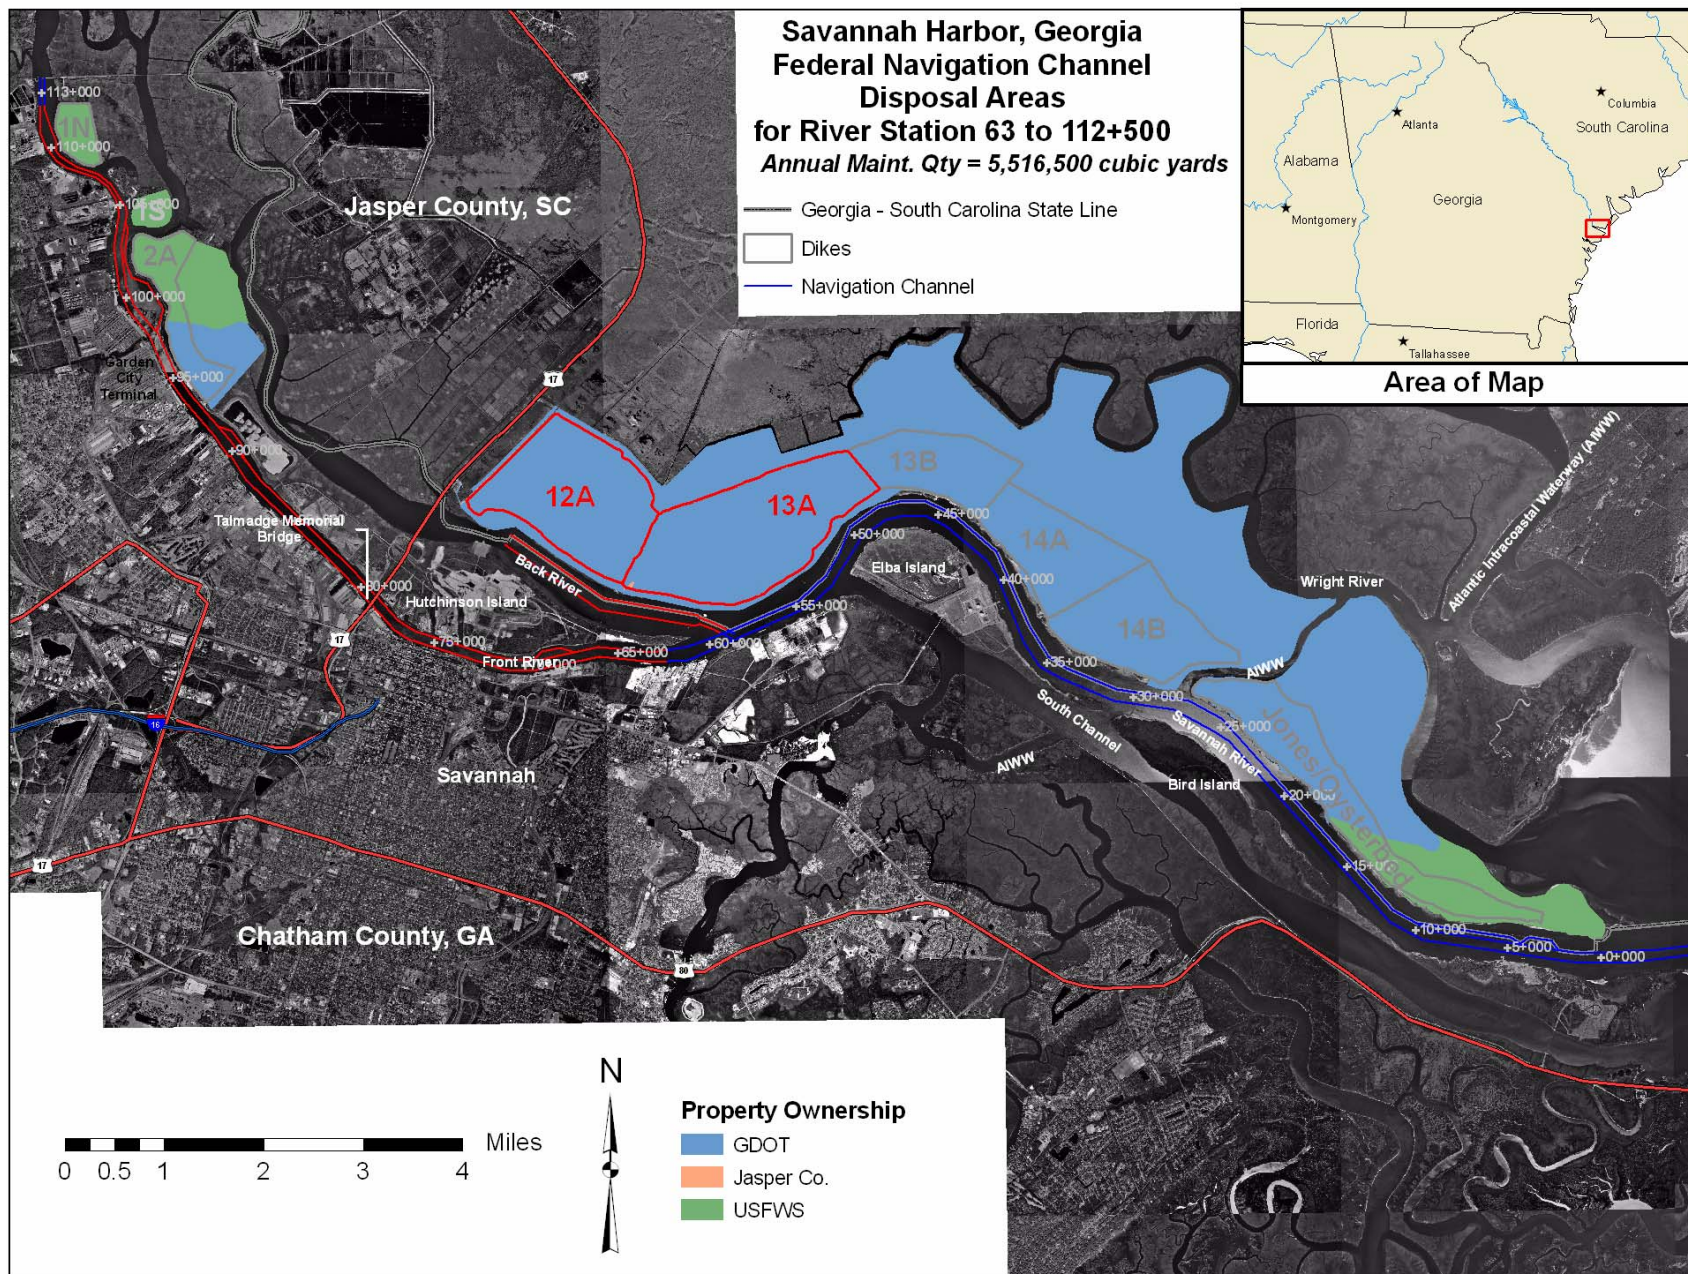 Savannah Harbor, Georgia
Federal Navigation Channel
Disposal Areas
for River Station 63 to 112+500
Annual Maint. Qty = 5,516,500 cubic yards
Georgia - South Carolina State Line
Dikes
Navigation Channel
Columbia
South Carolina
Atlanta
Alabama
Georgia
Montgomery
Florida
Tallahassee
Area of Map
+113+000
1N
+110+000
+105+000
1S
Jasper County, SC
2A
+100+000
Garden
City
Terminal
+95+000
17
+90+000
12A
13A
13B
+45+000
+50+000
14A
Talmadge Memorial
Bridge
Back River
Elba Island
+40+000
Wright River
Atlantic Intracoastal Waterway (AIWW)
+80+000
Hutchinson Island
+55+000
14B
17
+75+000
Front River
+65+000
+60+000
+35+000
AIWW
+30+000
16
South Channel
Savannah River
+25+000
Jones/Oysterbed
Savannah
AIWW
Bird Island
+20+000
17
+15+000
Chatham County, GA
+10+000
+5+000
+0+000
80
N
Miles
0 0.5 1 2 3 4
Property Ownership
GDOT
Jasper Co.
USFWS